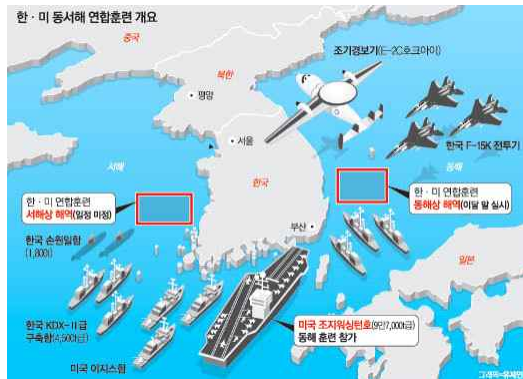 한·미 동서해 연합훈련 개요
중국
조기경보기(E-2C호크아이)
북한
평양
한국 F-15K 전투기
서울
서해
동해
한국
한·미 연합훈련
서해상 해역(일정 미정)
한·미 연합훈련
동해상 해역(이달 말 실시)
부산
한국 손원일함
(1,800t)
일본
한국 KDX-II급
구축함(4,500t급)
미국 조지워싱턴호(9만7,000t급)
동해 훈련 참가
미국 이지스함
그래픽=유제민